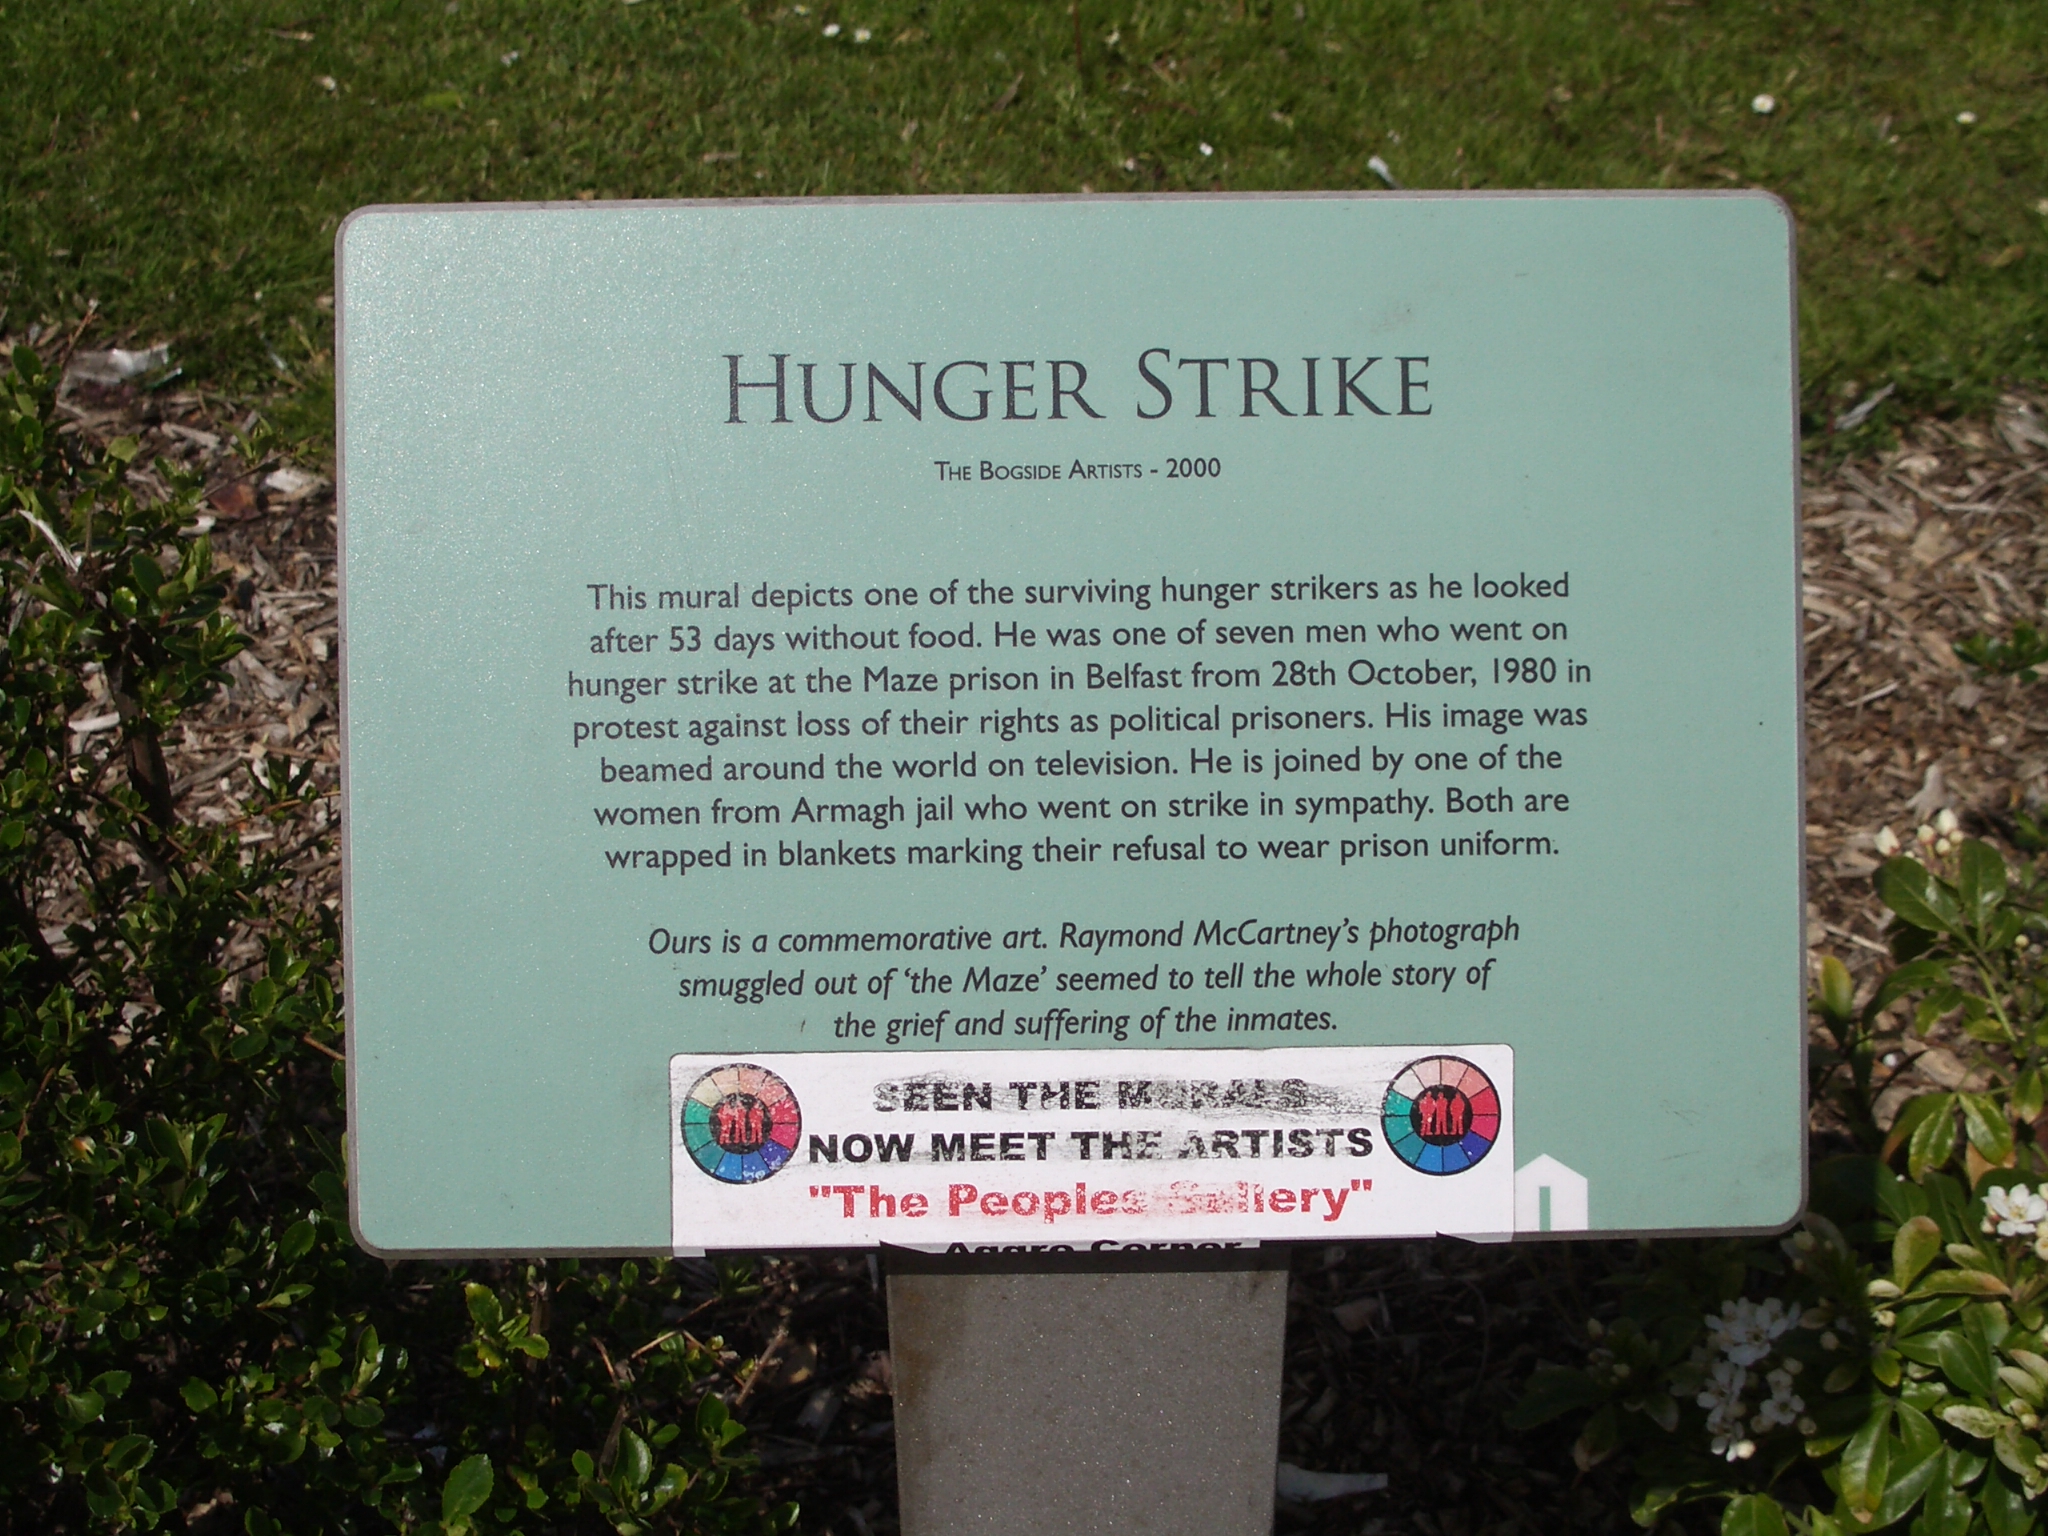 HUNGER STRIKE
THE BOGSIDE ARTISTS - 2000
This mural depicts one of the surviving hunger strikers as he looked
after 53 days without food. He was one of seven men who went on
hunger strike at the Maze prison in Belfast from 28th October, 1980 in
protest against loss of their rights as political prisoners. His image was
beamed around the world on television. He is joined by one of the
women from Armagh jail who went on strike in sympathy. Both are
wrapped in blankets marking their refusal to wear prison uniform.
Ours is a commemorative art. Raymond McCartney's photograph
smuggled out of 'the Maze' seemed to tell the whole story of
the grief and suffering of the inmates.
SEEN THE MURALS
NOW MEET THE ARTISTS
"The Peoples Gallery"
Aggro Corner